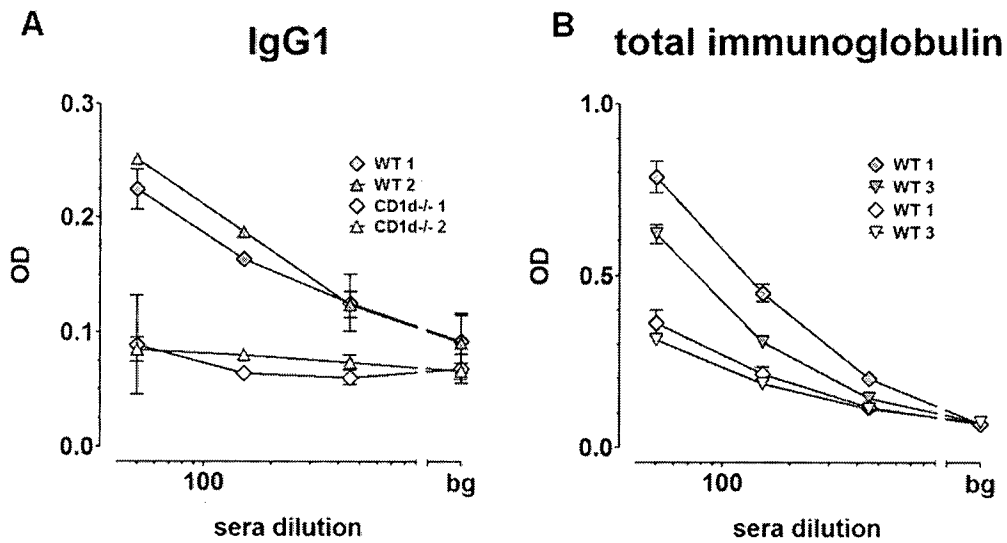 A
IgG1
0.3
0.2
0.1
0.0
OD
WT 1
WT 2
CD1d-/- 1
CD1d-/- 2
100
bg
sera dilution
B
total immunoglobulin
1.0
0.5
0.0
OD
WT 1
WT 3
WT 1
WT 3
100
bg
sera dilution